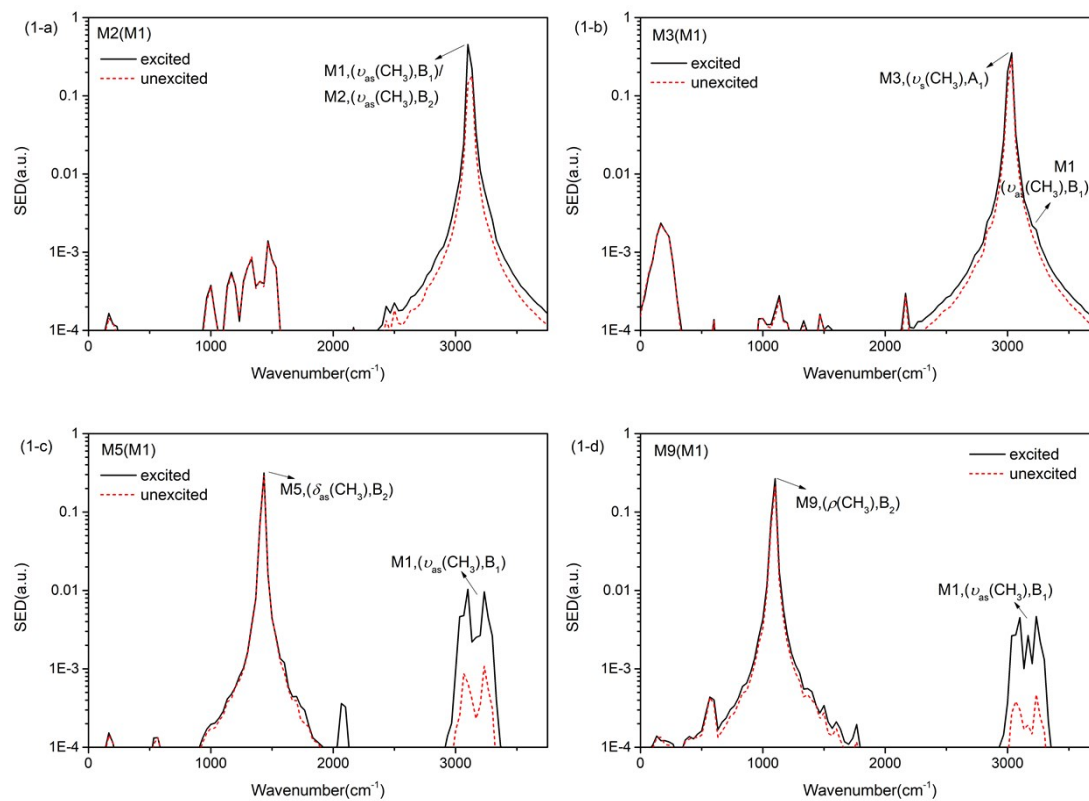 (1-a)
M2(M1)
excited
unexcited
M1,(υas(CH3),B1)/
M2,(υas(CH3),B2)
SED(a.u.)
1
0.1
0.01
1E-3
1E-4
0
1000
2000
3000
Wavenumber(cm-1)
(1-b)
M3(M1)
excited
unexcited
M3,(υs(CH3),A1)
M1
(υas(CH3),B1)
SED(a.u.)
1
0.1
0.01
1E-3
1E-4
0
1000
2000
3000
Wavenumber(cm-1)
(1-c)
M5(M1)
excited
unexcited
M5,(δas(CH3),B2)
M1,(υas(CH3),B1)
SED(a.u.)
1
0.1
0.01
1E-3
1E-4
0
1000
2000
3000
Wavenumber(cm-1)
(1-d)
M9(M1)
excited
unexcited
M9,(ρ(CH3),B2)
M1,(υas(CH3),B1)
SED(a.u.)
1
0.1
0.01
1E-3
1E-4
0
1000
2000
3000
Wavenumber(cm-1)